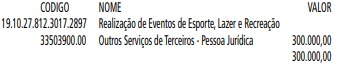 CODIGO NOME VALOR
19.10.27.812.3017.2897 Realização de Eventos de Esporte, Lazer e Recreação
33503900.00 Outros Serviços de Terceiros - Pessoa Jurídica 300.000,00
300.000,00